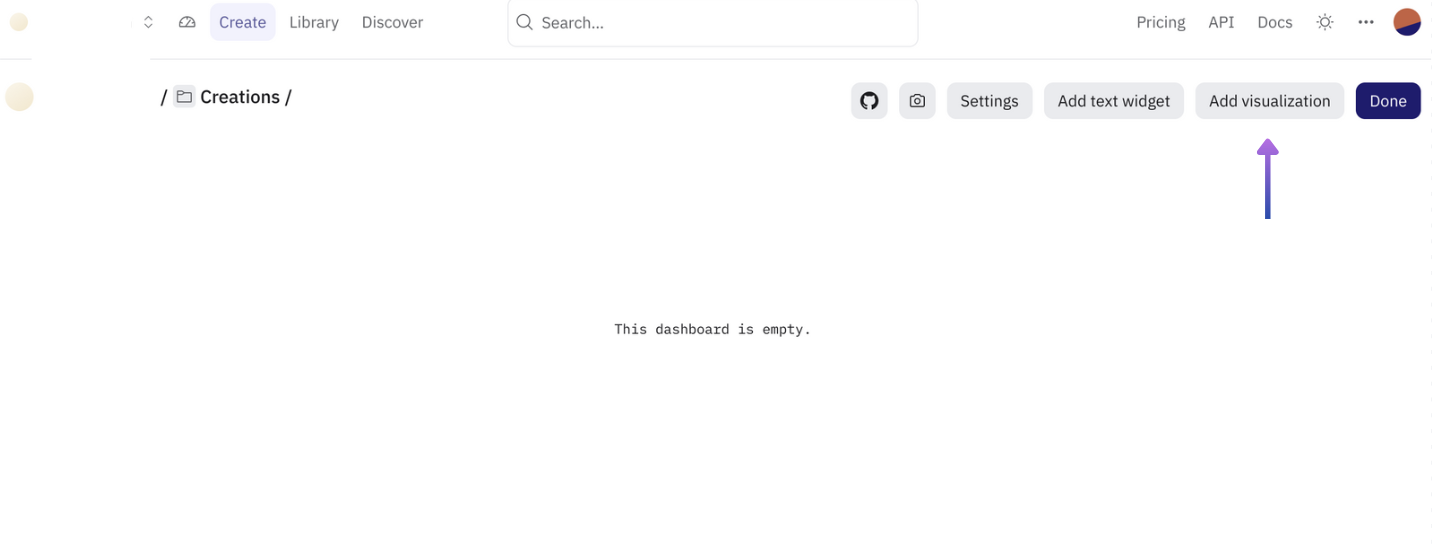 Create Library Discover Search... Pricing API Docs
/ Creations / Settings Add text widget Add visualization Done
This dashboard is empty.